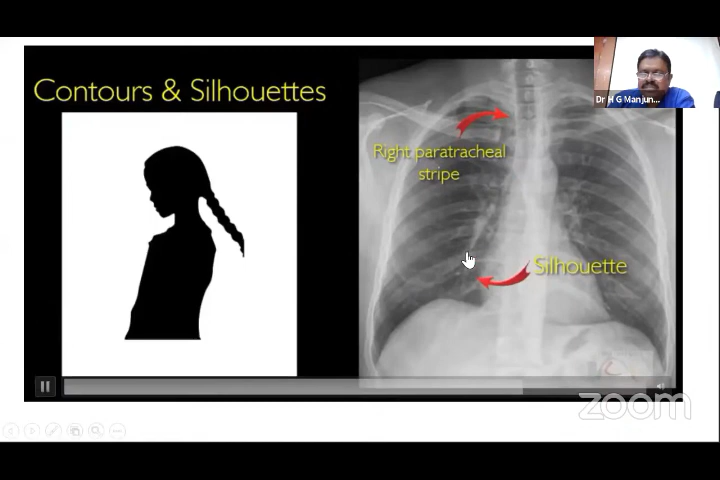 Contours & Silhouettes
Dr H G Manjun...
Right paratracheal
stripe
Silhouette
zoom